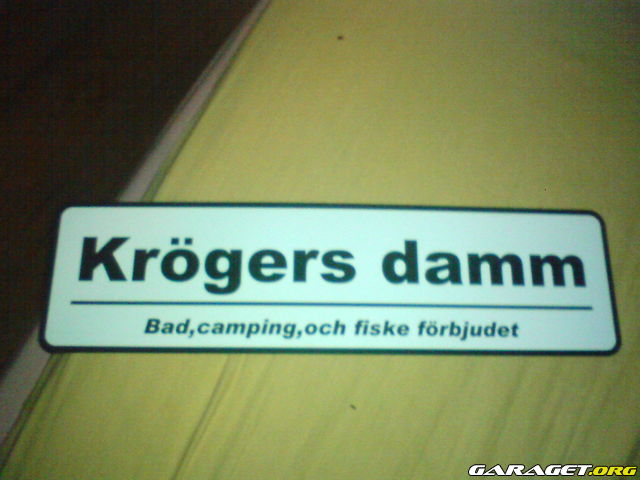 Krögers damm
Bad,camping,och fiske förbjudet
GARAGET.ORG